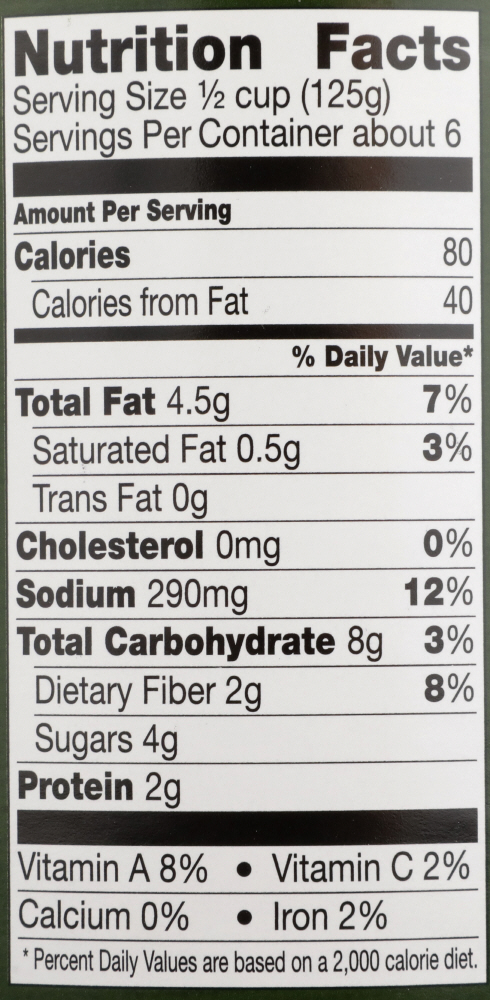 Nutrition Facts
Serving Size ½ cup (125g)
Servings Per Container about 6
Amount Per Serving
Calories 80
Calories from Fat 40
% Daily Value*
Total Fat 4.5g 7%
Saturated Fat 0.5g 3%
Trans Fat 0g
Cholesterol 0mg 0%
Sodium 290mg 12%
Total Carbohydrate 8g 3%
Dietary Fiber 2g 8%
Sugars 4g
Protein 2g
Vitamin A 8% • Vitamin C 2%
Calcium 0% • Iron 2%
* Percent Daily Values are based on a 2,000 calorie diet.